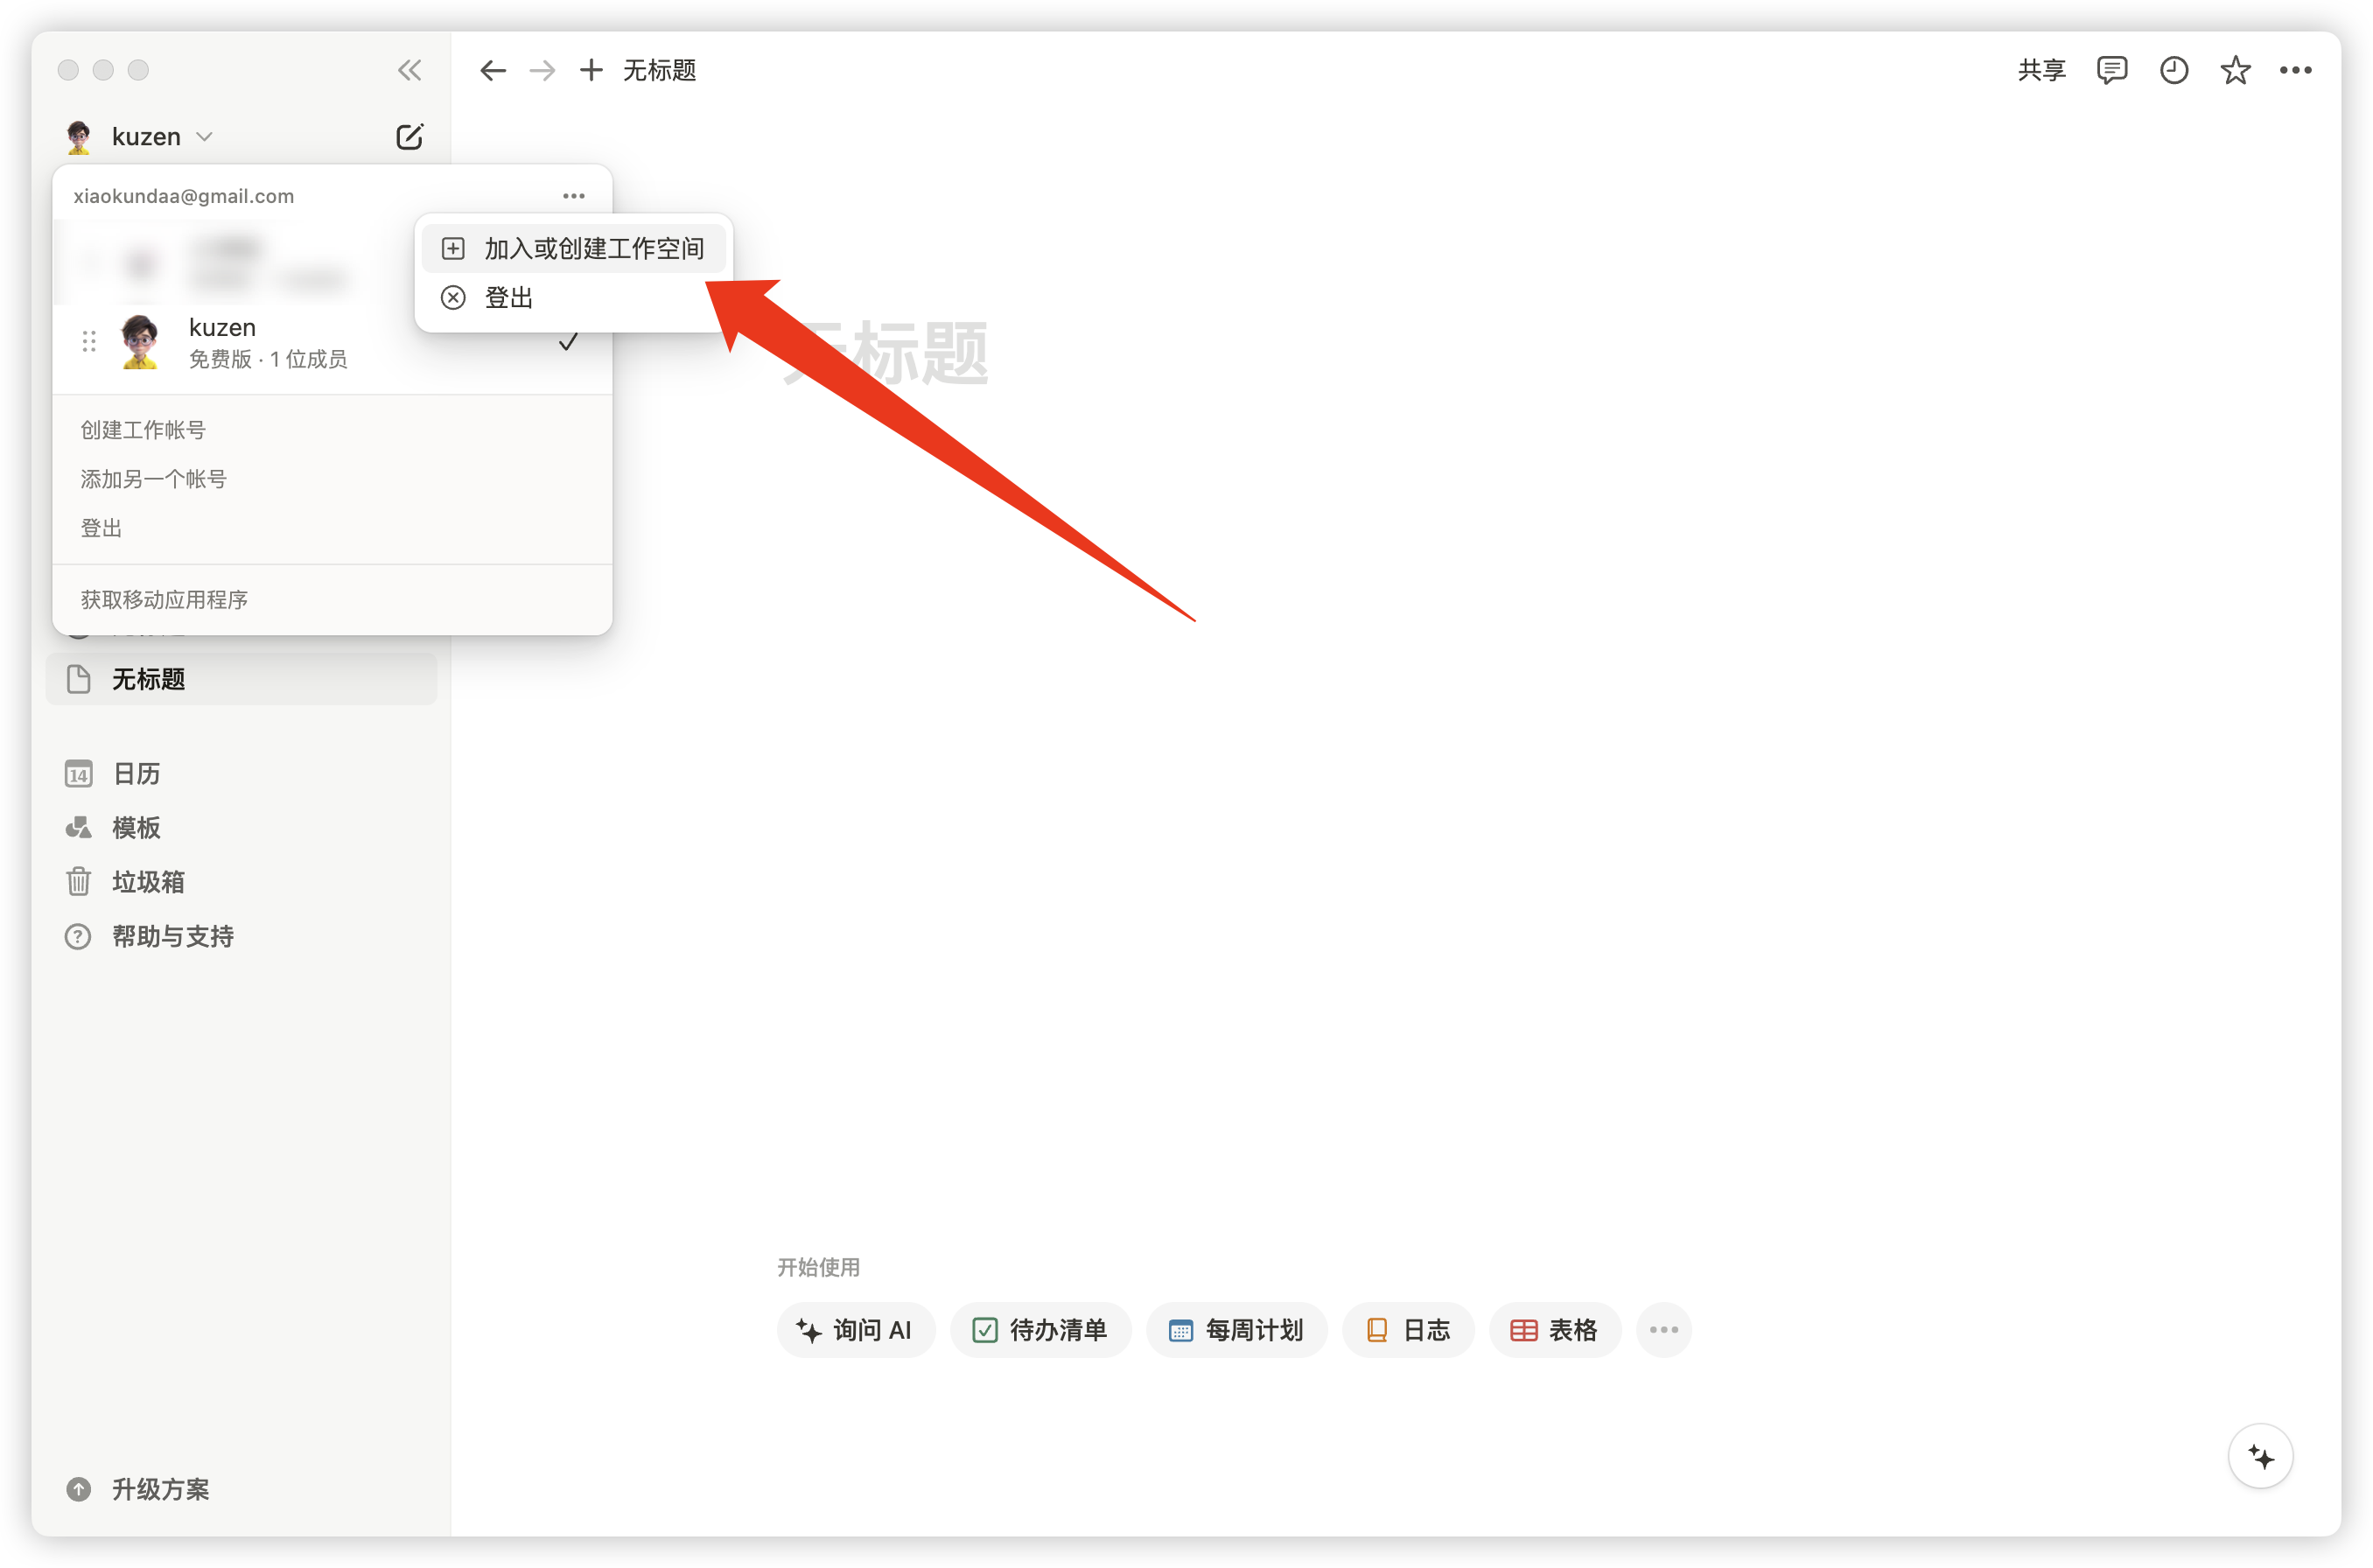 无标题
共享
kuzen
xiaokundaa@gmail.com
加入或创建工作空间
登出
kuzen
免费版 · 1 位成员
创建工作帐号
添加另一个帐号
登出
获取移动应用程序
无标题
无标题
14
日历
模板
垃圾箱
帮助与支持
开始使用
询问 AI
待办清单
每周计划
日志
表格
升级方案